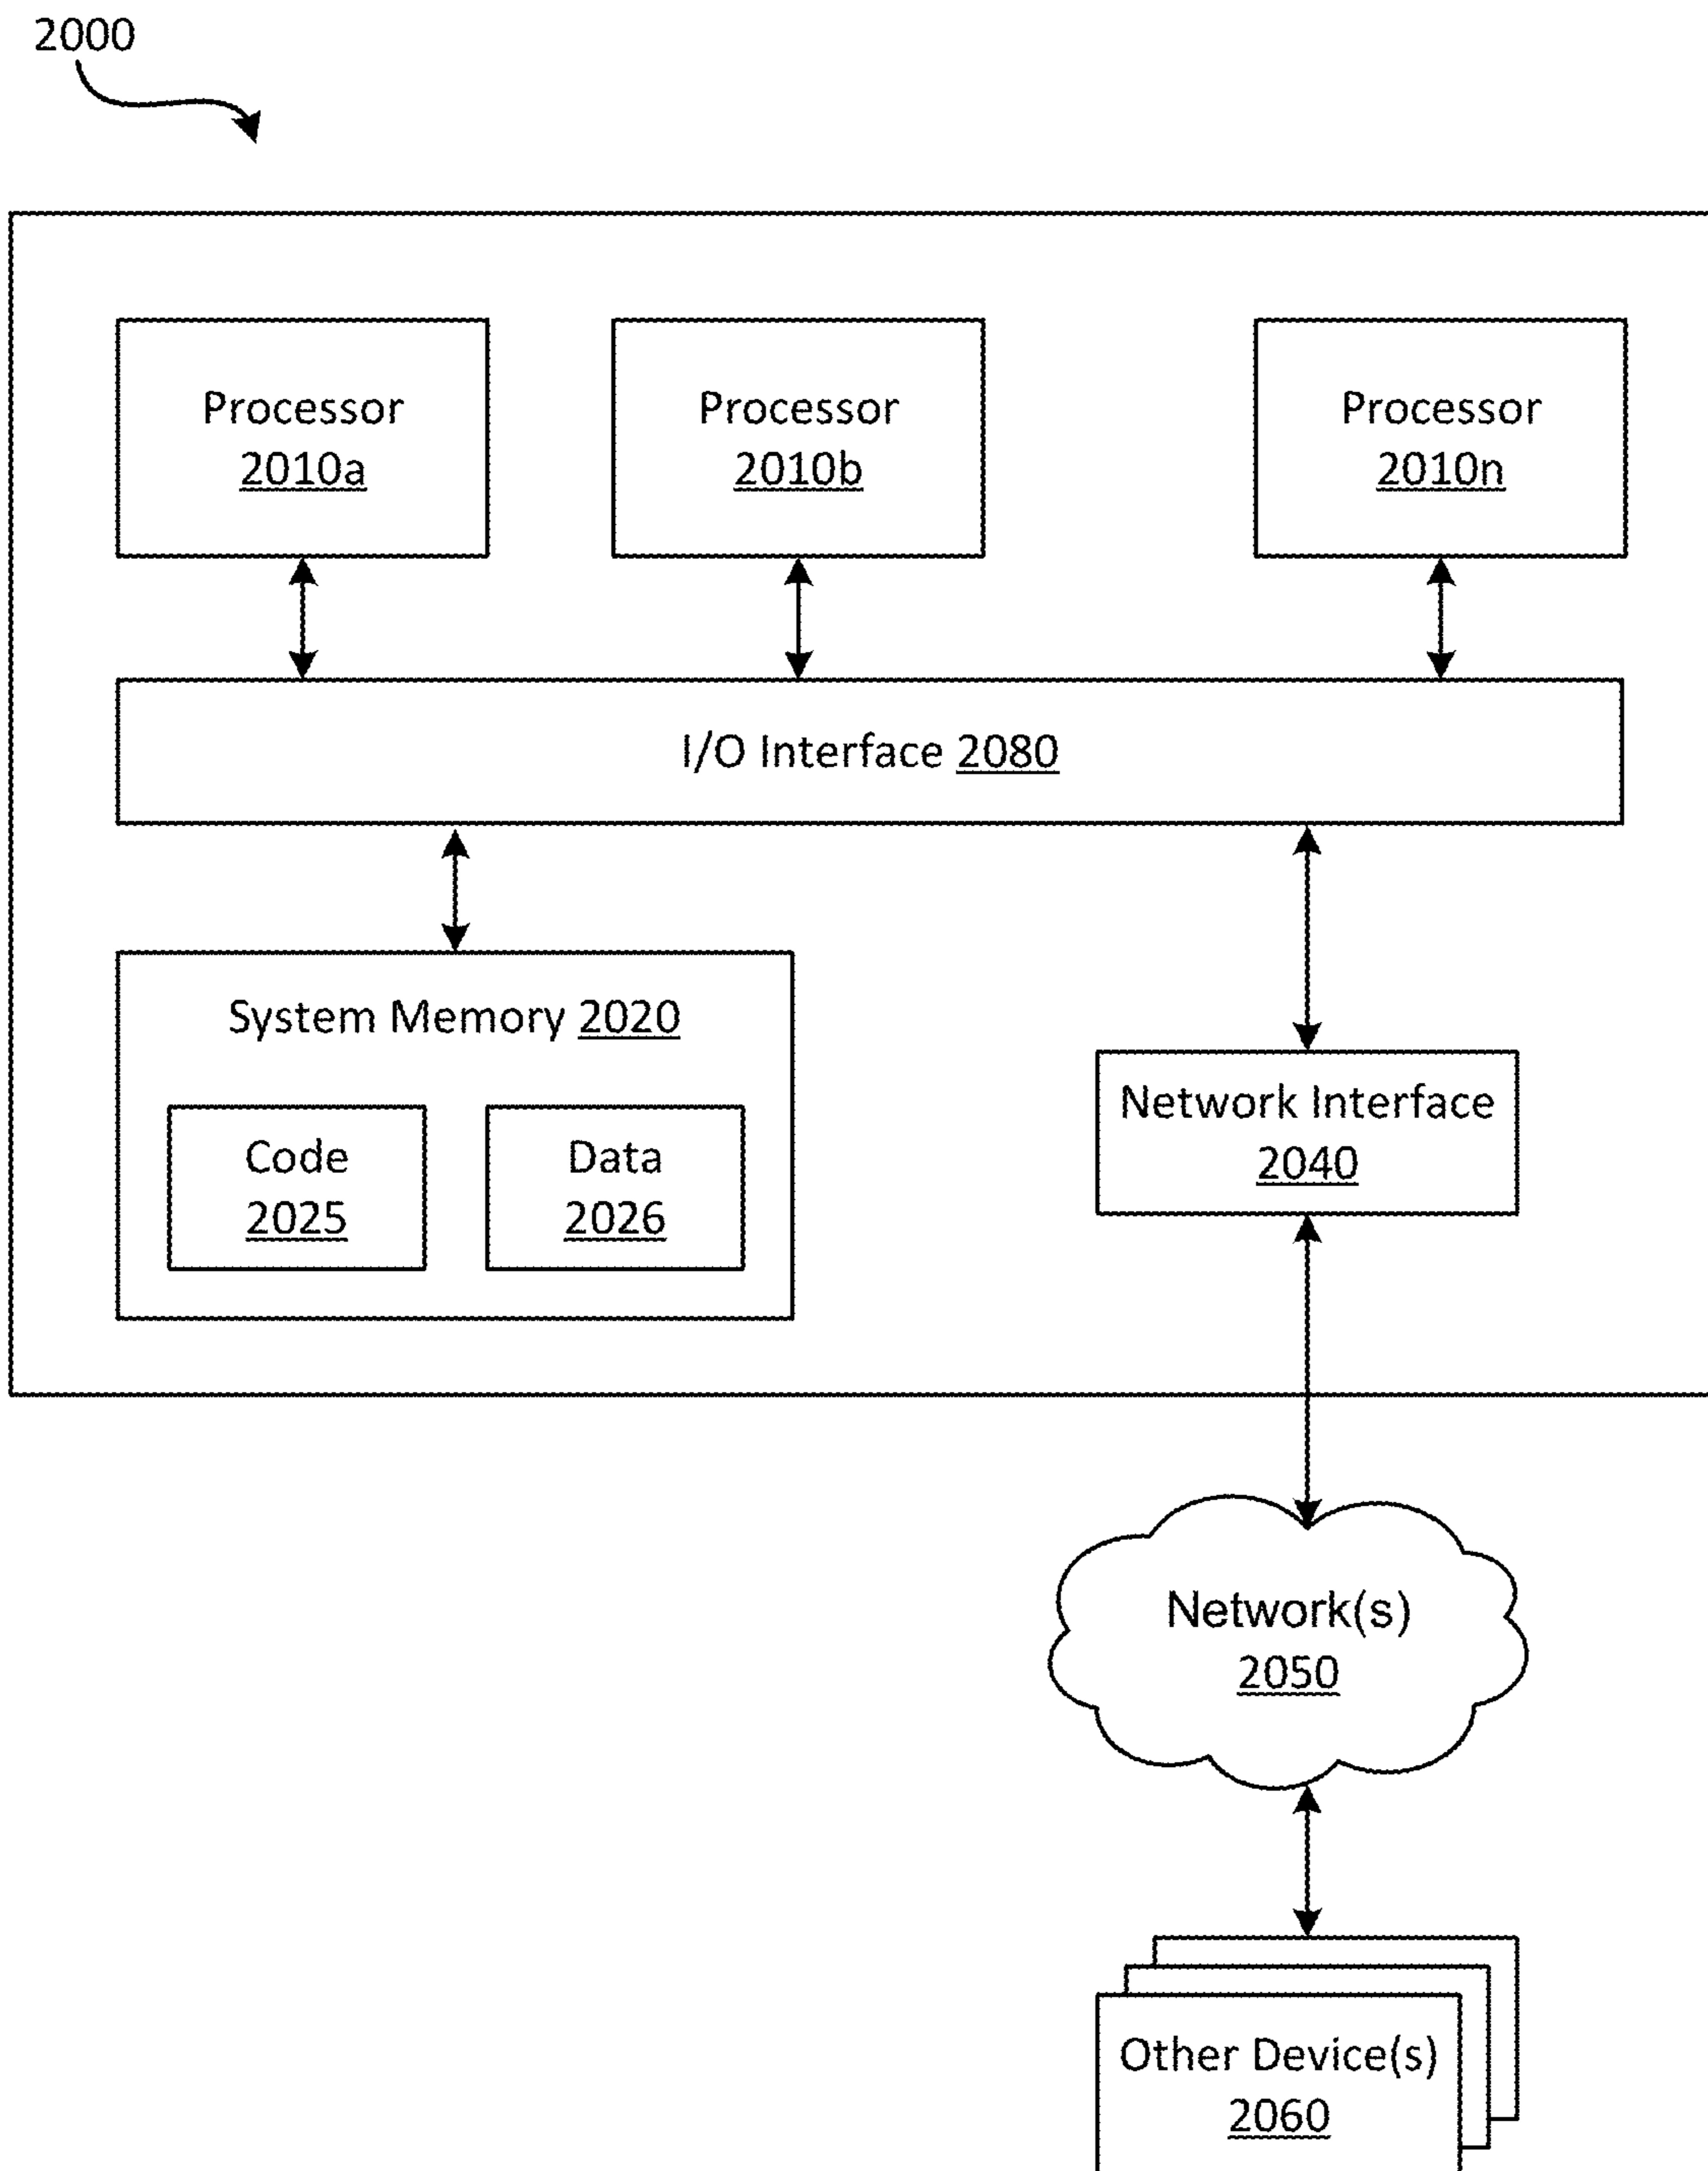 2000
Processor
2010a
Processor
2010b
Processor
2010n
I/O Interface 2080
System Memory 2020
Code
2025
Data
2026
Network Interface
2040
Network(s)
2050
Other Device(s)
2060